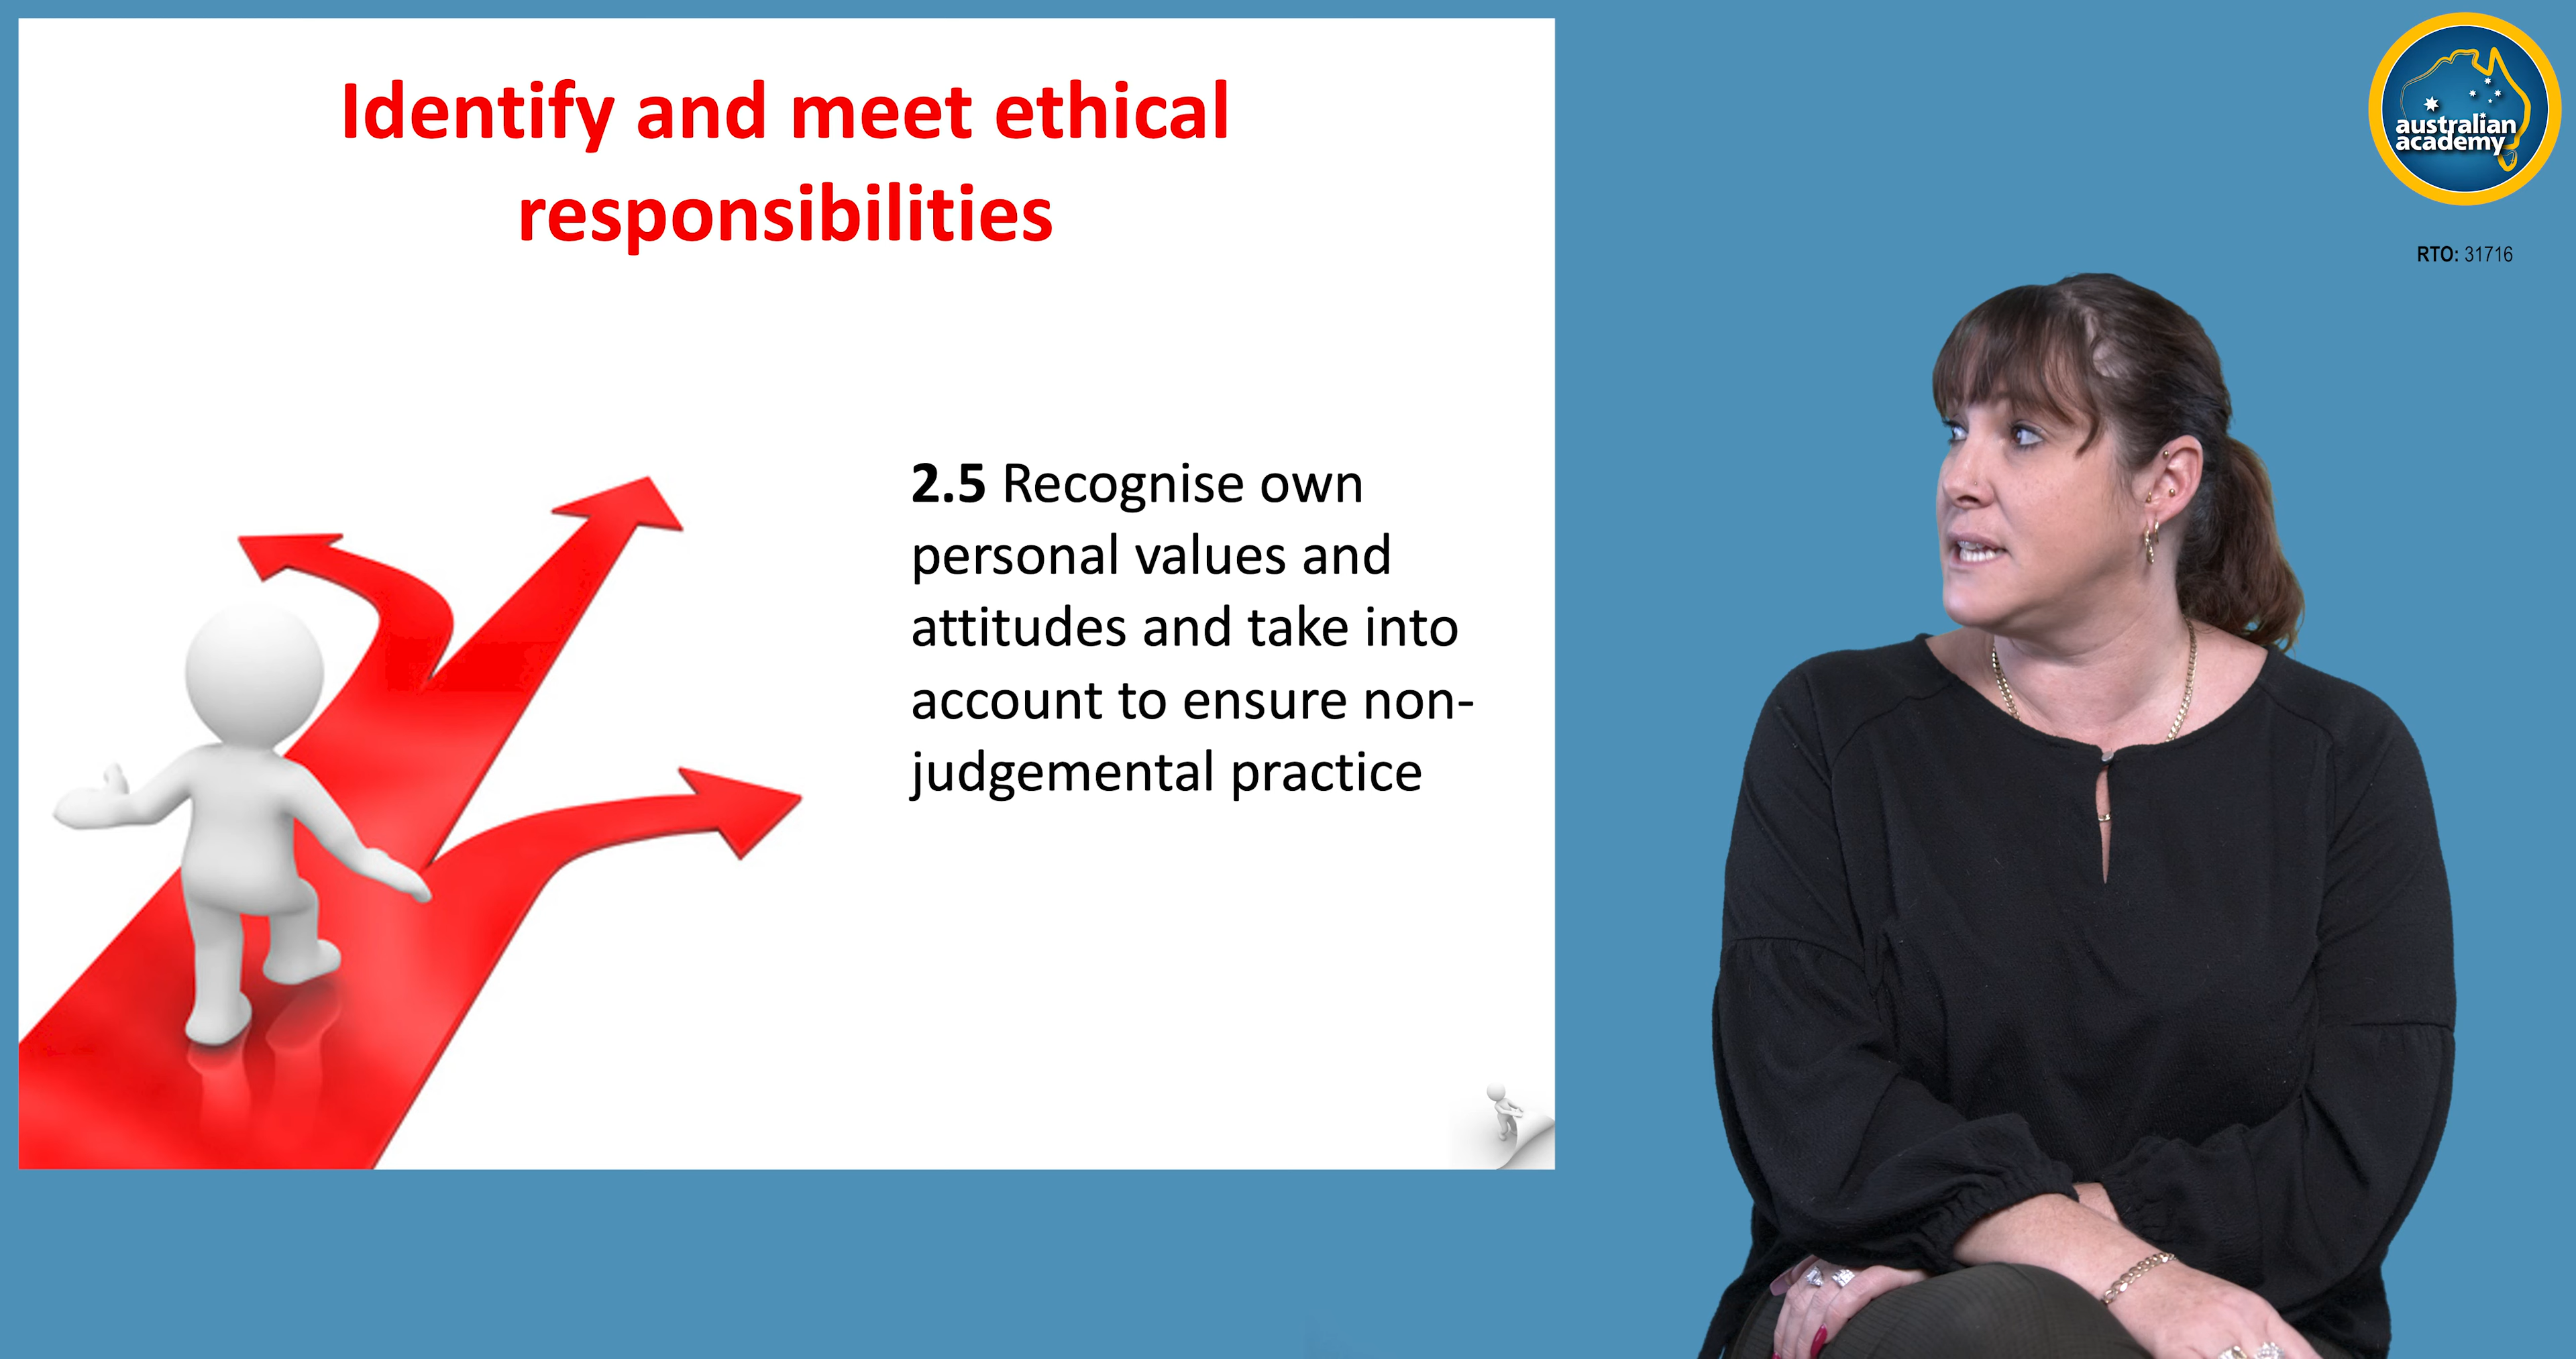 Identify and meet ethical
responsibilities
2.5 Recognise own
personal values and
attitudes and take into
account to ensure non-
judgemental practice
australian
academy
RTO: 31716